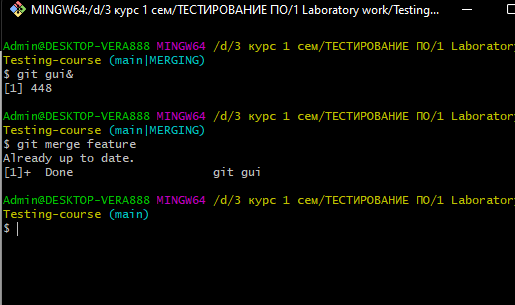 MINGW64:/d/3 курс 1 сем/ТЕСТИРОВАНИЕ ПО/1 Laboratory work/Testing...
Admin@DESKTOP-VERA888 MINGW64 /d/3 курс 1 сем/ТЕСТИРОВАНИЕ ПО/1 Laborator
Testing-course (main|MERGING)
$ git gui&
[1] 448
Admin@DESKTOP-VERA888 MINGW64 /d/3 курс 1 сем/ТЕСТИРОВАНИЕ ПО/1 Laborator
Testing-course (main|MERGING)
$ git merge feature
Already up to date.
[1]+  Done                    git gui
Admin@DESKTOP-VERA888 MINGW64 /d/3 курс 1 сем/ТЕСТИРОВАНИЕ ПО/1 Laborator
Testing-course (main)
$